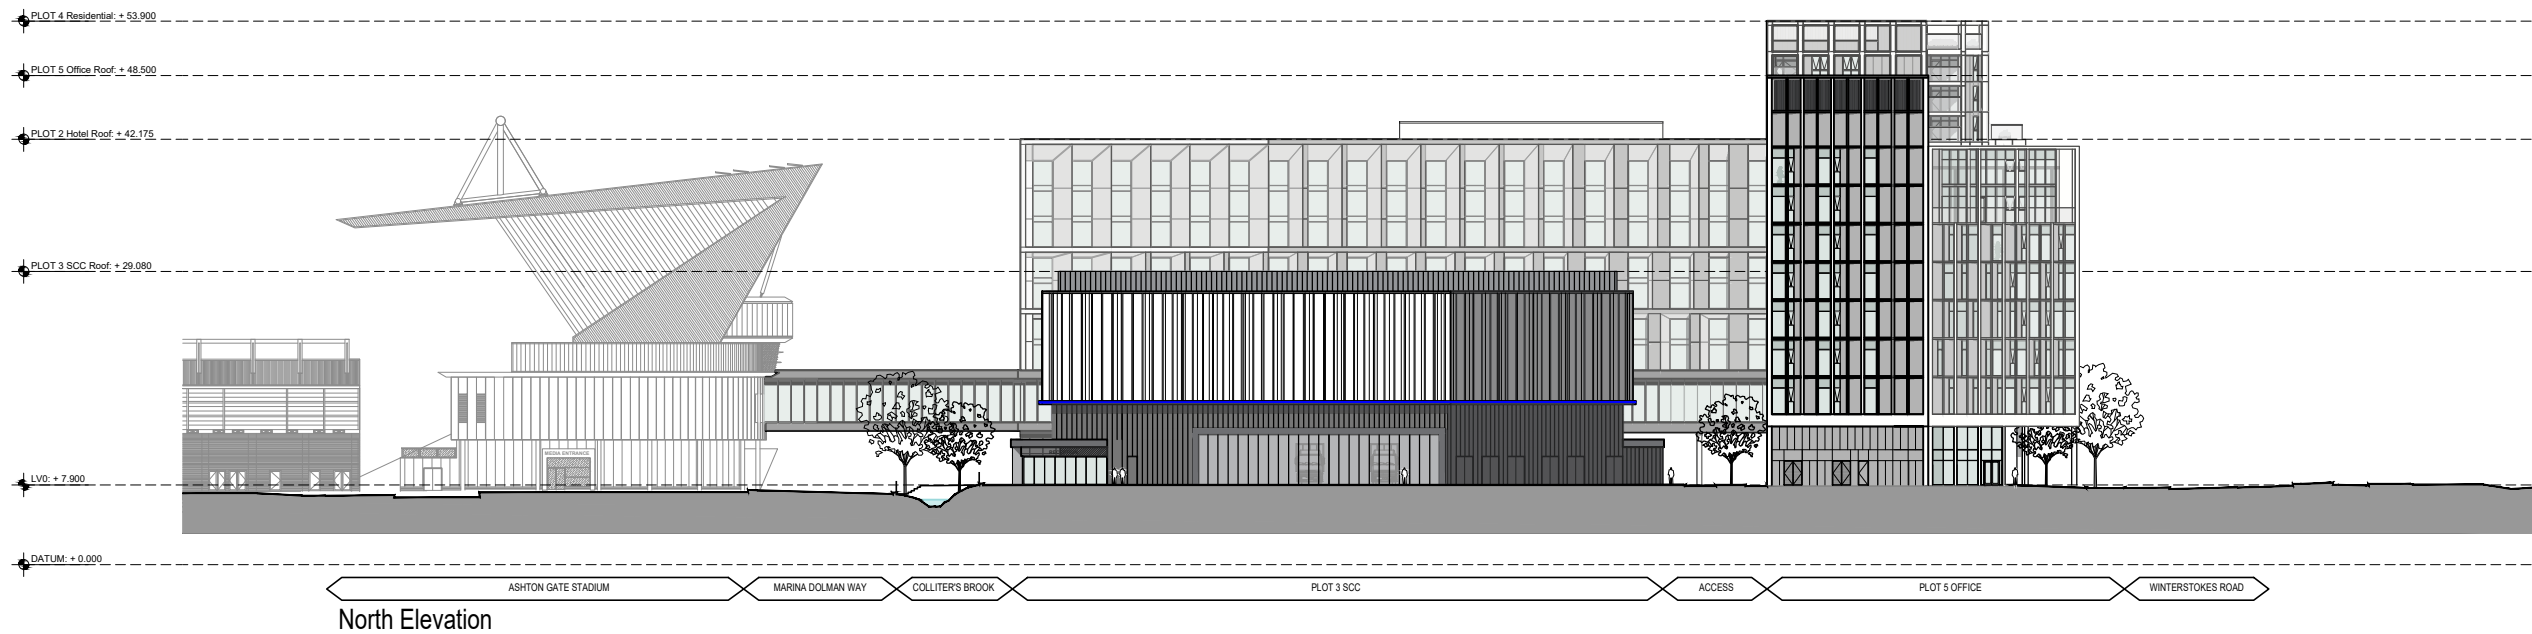 PLOT 4 Residential: + 53.900
PLOT 5 Office Roof: + 48.500
PLOT 2 Hotel Roof: + 42.175
PLOT 3 SCC Roof: + 29.080
MEDIA ENTRANCE
LV0: + 7.900
DATUM: + 0.000
ASHTON GATE STADIUM
MARINA DOLMAN WAY
COLLITER'S BROOK
PLOT 3 SCC
ACCESS
PLOT 5 OFFICE
WINTERSTOKES ROAD
North Elevation